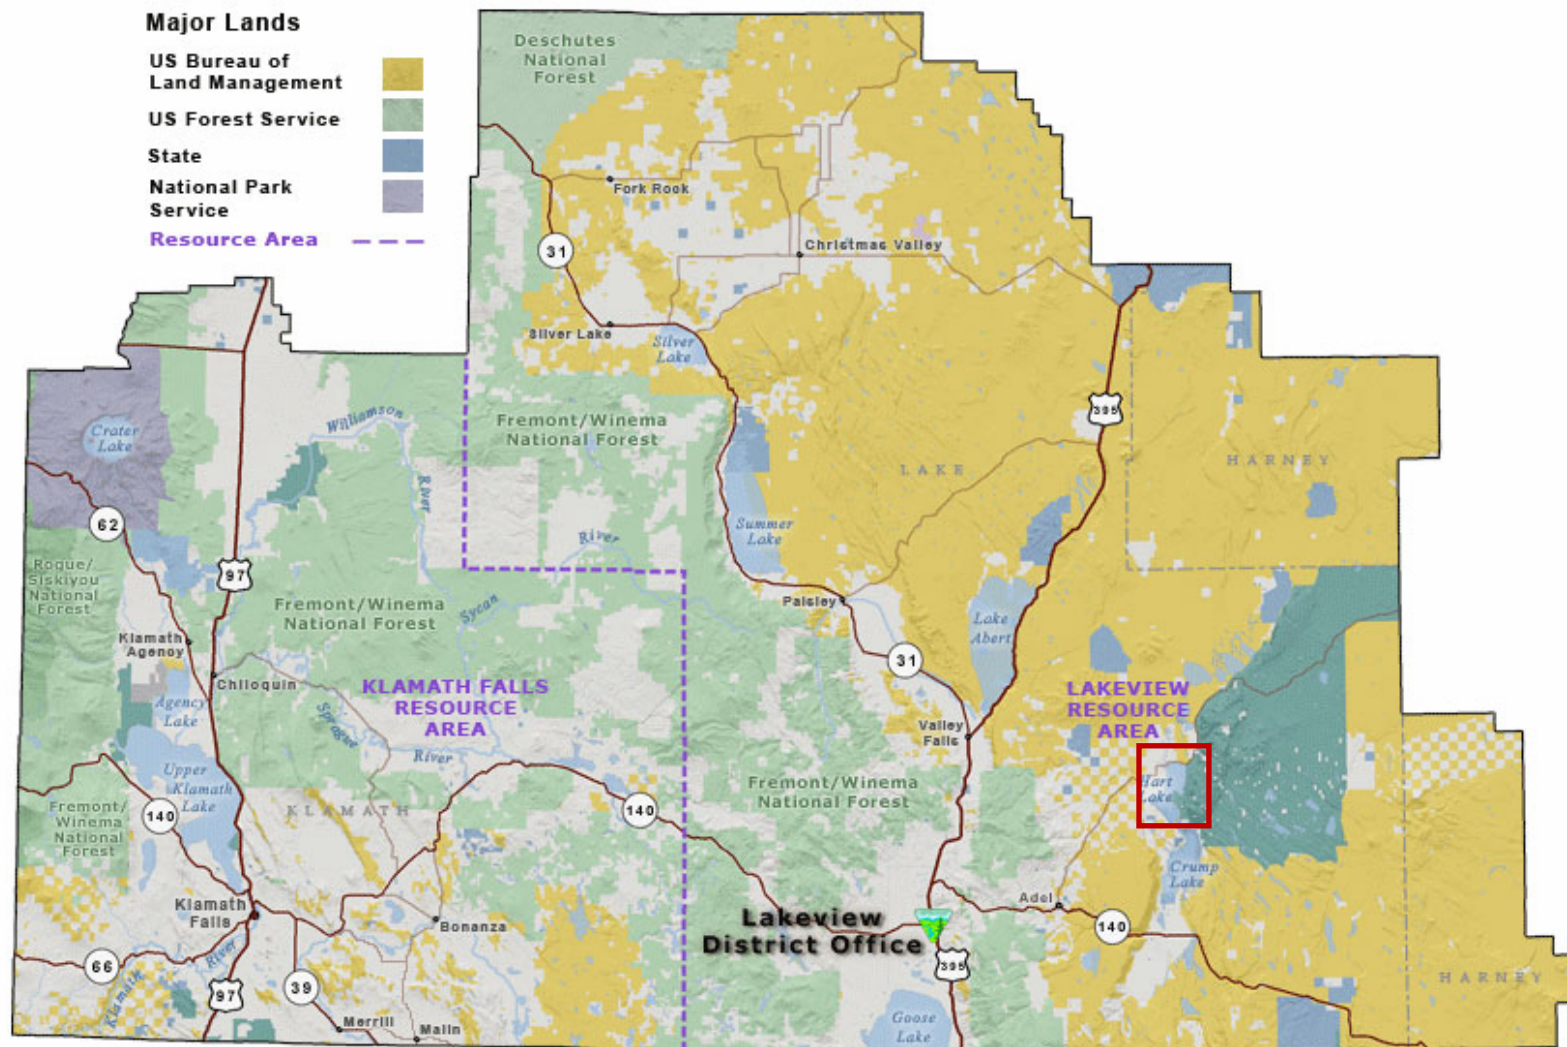 Major Lands
US Bureau of
Land Management
US Forest Service
State
National Park
Service
Resource Area
Deschutes
National
Forest
Fork Rook
31
Christmas Valley
Silver Lake
Silver
Lake
Crater
Lake
Williamson
River
Fremont/Winema
National Forest
395
LAKE
HARNEY
62
Summer
Lake
River
Rogue/
Siskiyou
National
Forest
97
Fremont/Winema
National Forest
Sycan
Paisley
Lake
Abert
Klamath
Agency
Chiloquin
31
KLAMATH FALLS
RESOURCE
AREA
LAKEVIEW
RESOURCE
AREA
Agency
Lake
Sprague
River
Valley
Falls
Upper
Klamath
Lake
Hart
Lake
Fremont/
Winema
National
Forest
140
KLAMATH
140
Fremont/Winema
National Forest
Crump
Lake
Klamath
Falls
Bonanza
Lakeview
District Office
Adel
140
66
Klamath
River
97
39
395
HARNEY
Merrill
Malin
Goose
Lake